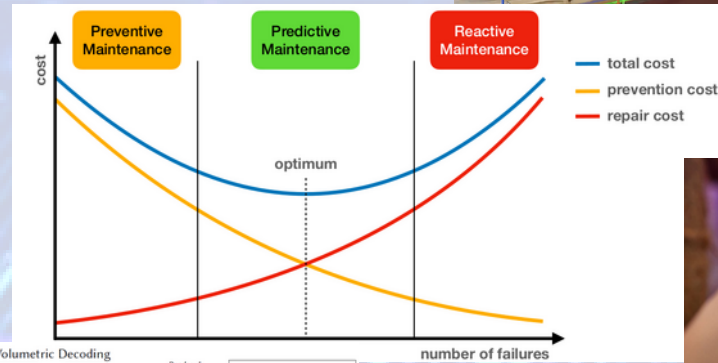 Preventive
Maintenance
Predictive
Maintenance
Reactive
Maintenance
cost
total cost
prevention cost
repair cost
optimum
number of failures
Volumetric Decoding